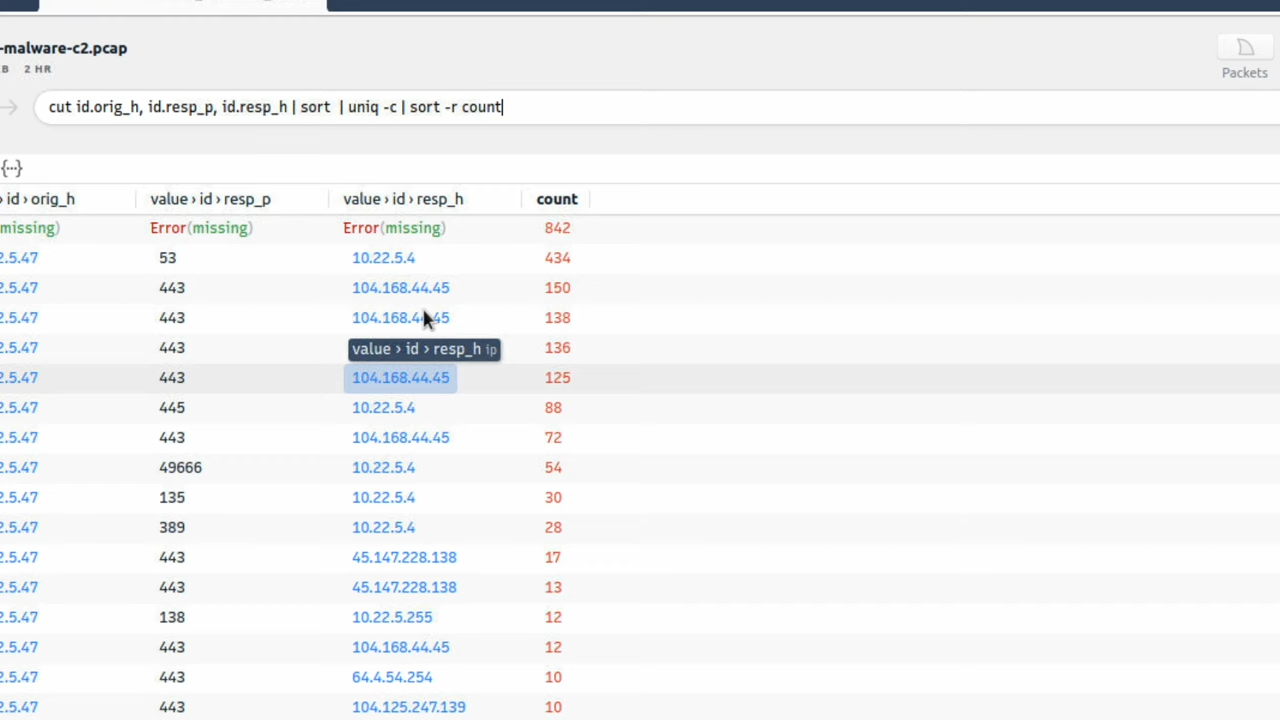 -malware-c2.pcap
B 2 HR
Packets
cut id.orig_h, id.resp_p, id.resp_h | sort  | uniq -c | sort -r count
{··}
› id › orig_h value › id › resp_p value › id › resp_h count
missing) Error(missing) Error(missing) 842
2.5.47 53 10.22.5.4 434
2.5.47 443 104.168.44.45 150
2.5.47 443 104.168.44.45 138
2.5.47 443 value › id › resp_h ip 136
2.5.47 443 104.168.44.45 125
2.5.47 445 10.22.5.4 88
2.5.47 443 104.168.44.45 72
2.5.47 49666 10.22.5.4 54
2.5.47 135 10.22.5.4 30
2.5.47 389 10.22.5.4 28
2.5.47 443 45.147.228.138 17
2.5.47 443 45.147.228.138 13
2.5.47 138 10.22.5.255 12
2.5.47 443 104.168.44.45 12
2.5.47 443 64.4.54.254 10
2.5.47 443 104.125.247.139 10